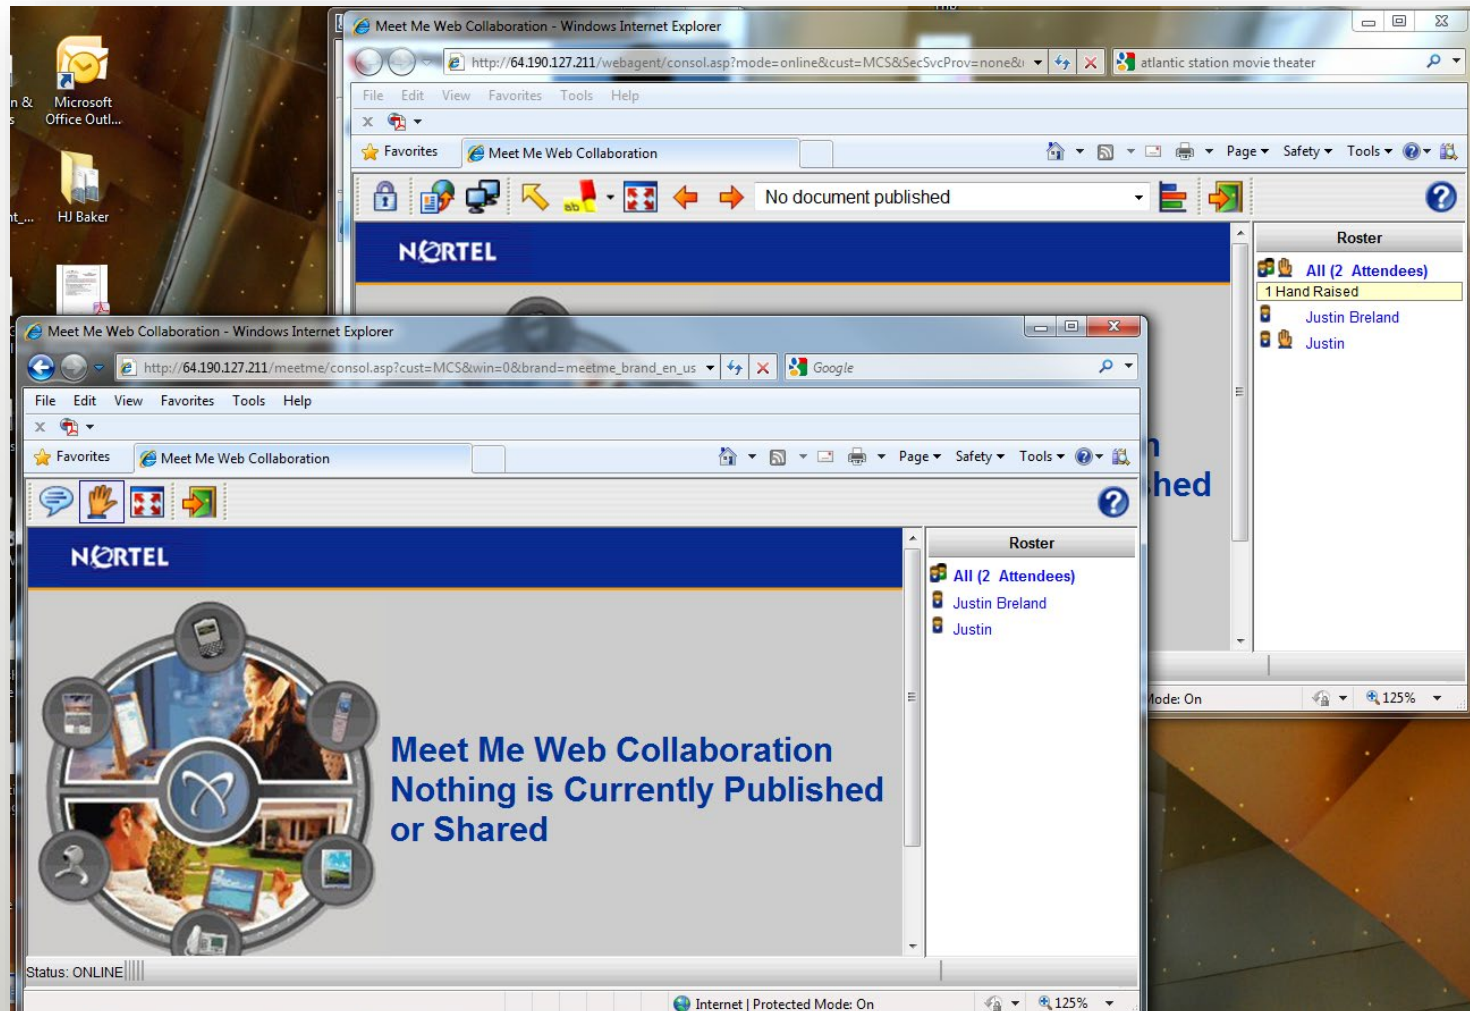 Meet Me Web Collaboration - Windows Internet Explorer
http://64.190.127.211/webagent/consol.asp?mode=online&cust=MCS&SecSvcProv=none&
atlantic station movie theater
File Edit View Favorites Tools Help
x
Favorites
Meet Me Web Collaboration
Page Safety Tools
No document published
NORTEL
Roster
All (2 Attendees)
1 Hand Raised
Justin Breland
Justin
Mode: On
125%
Microsoft
Office Outl...
HJ Baker
Meet Me Web Collaboration - Windows Internet Explorer
http://64.190.127.211/meetme/consol.asp?cust=MCS&win=0&brand=meetme_brand_en_us
Google
File Edit View Favorites Tools Help
x
Favorites
Meet Me Web Collaboration
Page Safety Tools
NORTEL
Roster
All (2 Attendees)
Justin Breland
Justin
Meet Me Web Collaboration
Nothing is Currently Published
or Shared
Status: ONLINE
Internet | Protected Mode: On
125%